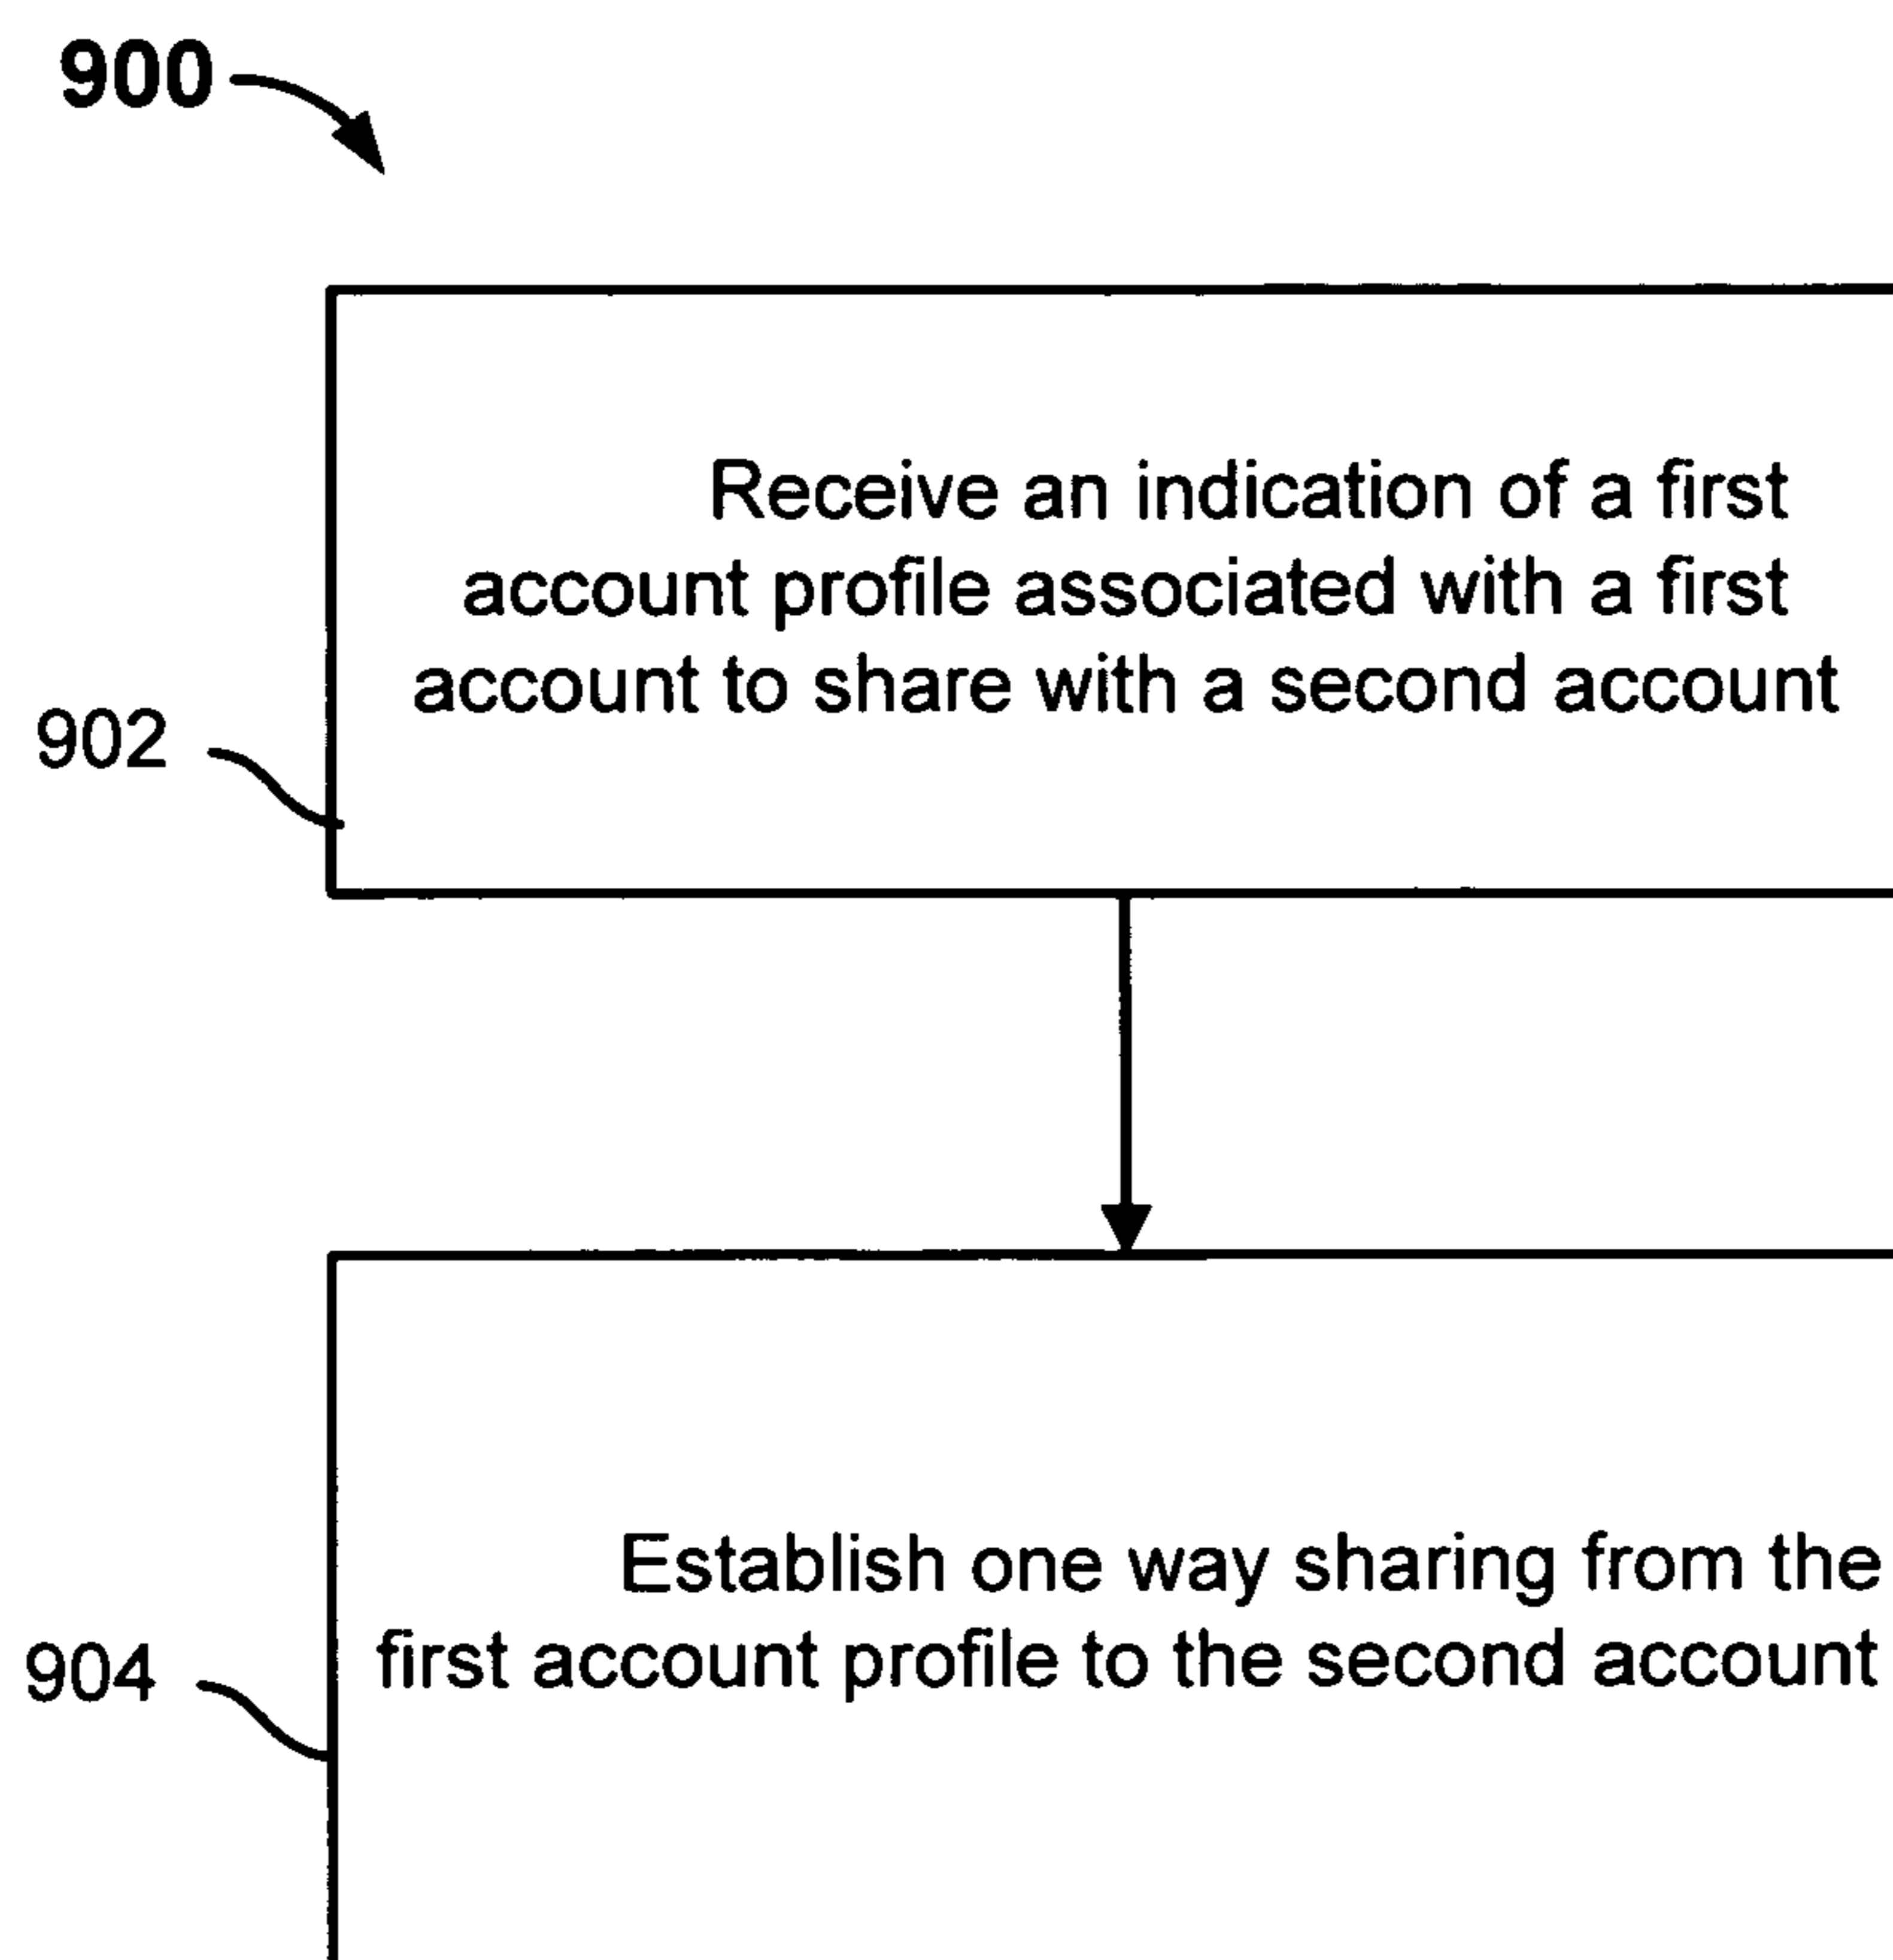 900
Receive an indication of a first
account profile associated with a first
account to share with a second account
902
Establish one way sharing from the
first account profile to the second account
904